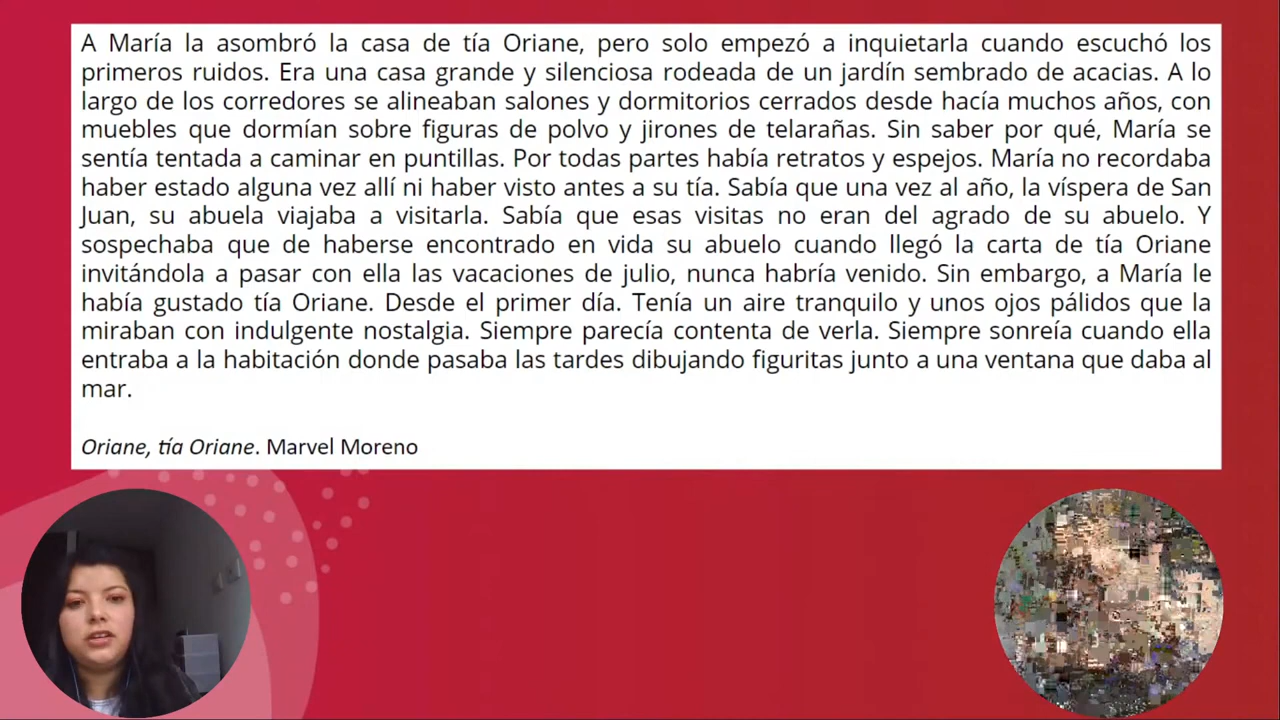 A María la asombró la casa de tía Oriane, pero solo empezó a inquietarla cuando escuchó los
primeros ruidos. Era una casa grande y silenciosa rodeada de un jardín sembrado de acacias. A lo
largo de los corredores se alineaban salones y dormitorios cerrados desde hacía muchos años, con
muebles que dormían sobre figuras de polvo y jirones de telarañas. Sin saber por qué, María se
sentía tentada a caminar en puntillas. Por todas partes había retratos y espejos. María no recordaba
haber estado alguna vez allí ni haber visto antes a su tía. Sabía que una vez al año, la víspera de San
Juan, su abuela viajaba a visitarla. Sabía que esas visitas no eran del agrado de su abuelo. Y
sospechaba que de haberse encontrado en vida su abuelo cuando llegó la carta de tía Oriane
invitándola a pasar con ella las vacaciones de julio, nunca habría venido. Sin embargo, a María le
había gustado tía Oriane. Desde el primer día. Tenía un aire tranquilo y unos ojos pálidos que la
miraban con indulgente nostalgia. Siempre parecía contenta de verla. Siempre sonreía cuando ella
entraba a la habitación donde pasaba las tardes dibujando figuritas junto a una ventana que daba al
mar.
Oriane, tía Oriane. Marvel Moreno